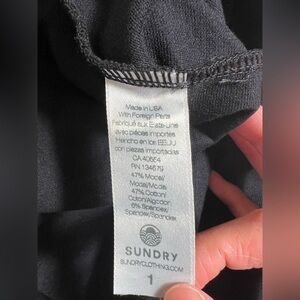 Made in USA
With Foreign Parts
Fabriqué aux États-Unis
avec pièces importées
Hencho en los EEUU
con piezas importadas
CA 40654
RN 134679
47% Modal/
Modal/Modal
47% Cotton/
Coton/Algodon
6% Spandex/
Spandex/Spandex
SUNDRY
SUNDRYCLOTHING.COM
1